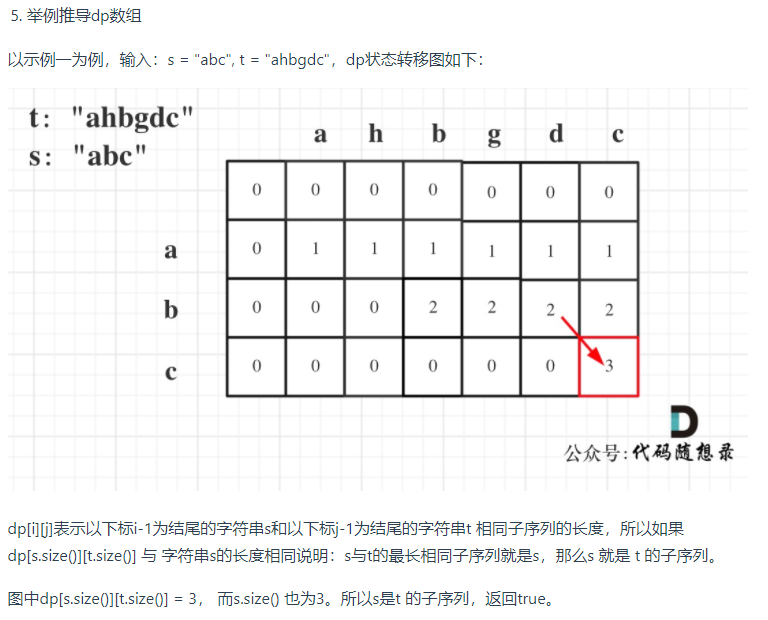 5. 举例推导dp数组
以示例一为例，输入：s = "abc", t = "ahbgdc"，dp状态转移图如下：
t: "ahbgdc"
s: "abc"
a h b g d c
0 0 0 0 0 0 0
a 0 1 1 1 1 1 1
b 0 0 0 2 2 2 2
c 0 0 0 0 0 0 3
D
公众号:代码随想录
dp[i][j]表示以下标i-1为结尾的字符串s和以下标j-1为结尾的字符串t 相同子序列的长度，所以如果
dp[s.size()][t.size()] 与 字符串s的长度相同说明：s与t的最长相同子序列就是s，那么s 就是 t 的子序列。
图中dp[s.size()][t.size()] = 3， 而s.size() 也为3。所以s是t 的子序列，返回true。